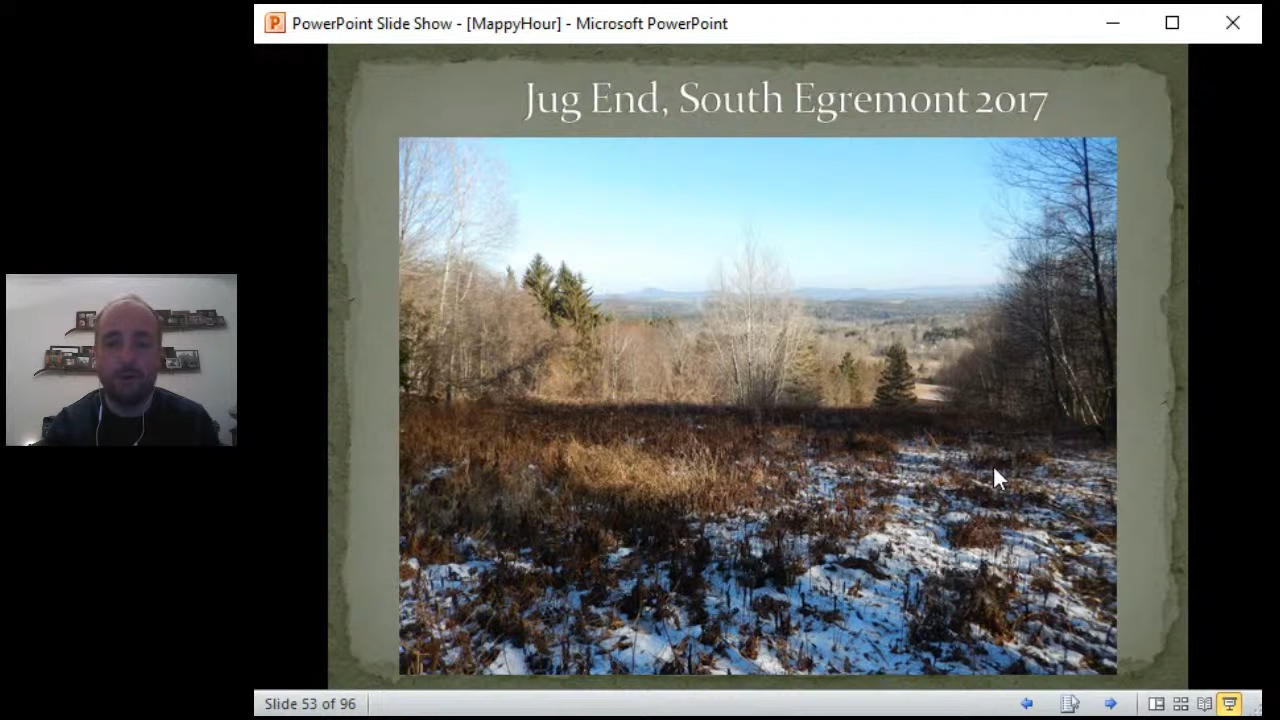 PowerPoint Slide Show - [MappyHour] - Microsoft PowerPoint
Jug End, South Egremont 2017
Slide 53 of 96